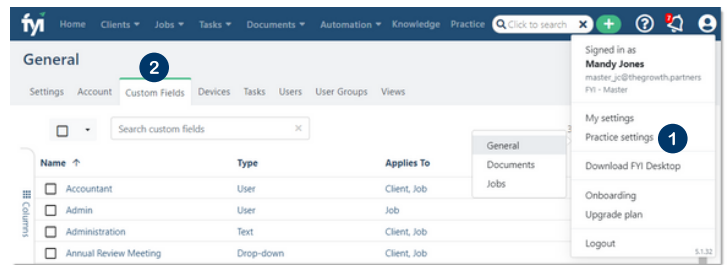 fyi Home Clients Jobs Tasks Documents Automation Knowledge Practice Click to search 7
General
2
Settings Account Custom Fields Devices Tasks Users User Groups Views
Search custom fields
Name Type Applies To
Accountant User Client, Job
Admin User Job
Administration Text Client, Job
Annual Review Meeting Drop-down Client, Job
Columns
General
Documents
Jobs
Signed in as
Mandy Jones
master_jc@thegrowth.partners
FYI - Master
My settings
Practice settings 1
Download FYI Desktop
Onboarding
Upgrade plan
Logout
5.1.32